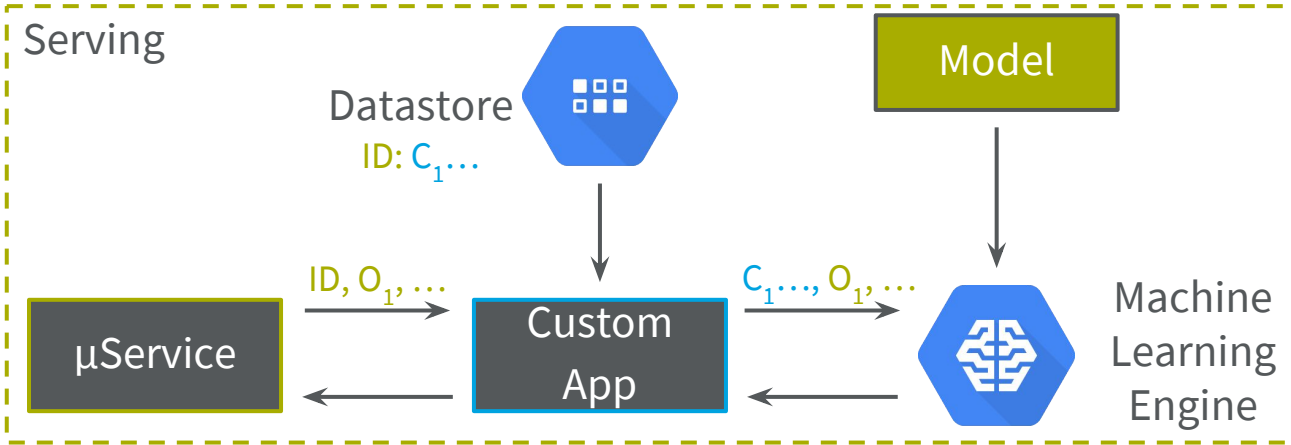 Serving
Model
Datastore
ID: C₁…
ID, O₁, …
C₁…, O₁, …
µService
Custom
App
Machine
Learning
Engine